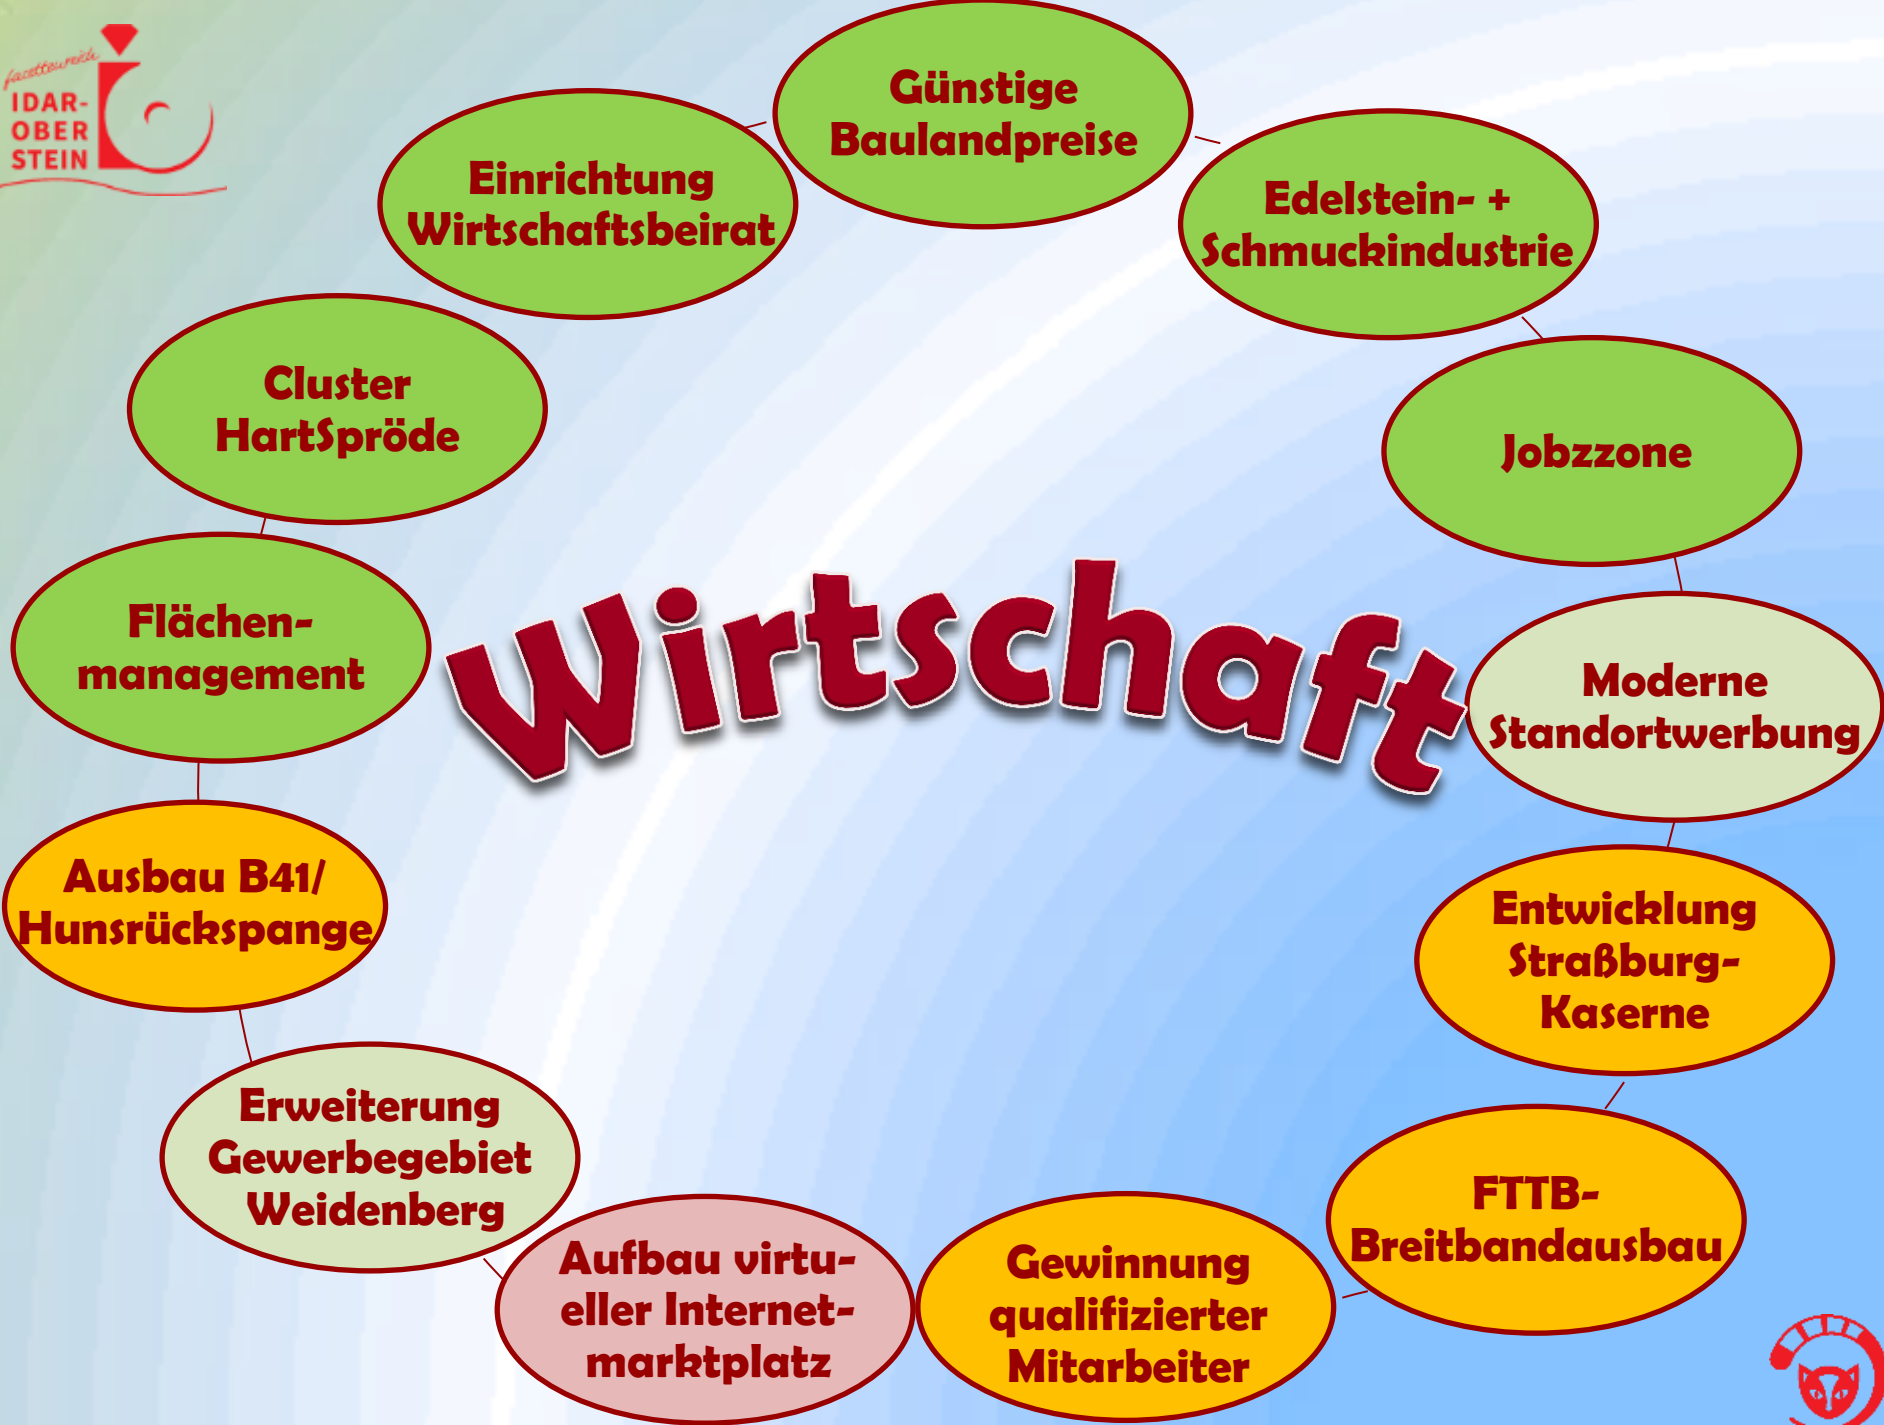 facettenreich
IDAR-
OBER
STEIN
Günstige
Baulandpreise
Edelstein- +
Schmuckindustrie
Jobzzone
Moderne
Standortwerbung
Entwicklung
Straßburg-
Kaserne
FTTB-
Breitbandausbau
Gewinnung
qualifizierter
Mitarbeiter
Aufbau virtu-
eller Internet-
marktplatz
Erweiterung
Gewerbegebiet
Weidenberg
Ausbau B41/
Hunsrückspange
Flächen-
management
Cluster
HartSpröde
Einrichtung
Wirtschaftsbeirat
Wirtschaft